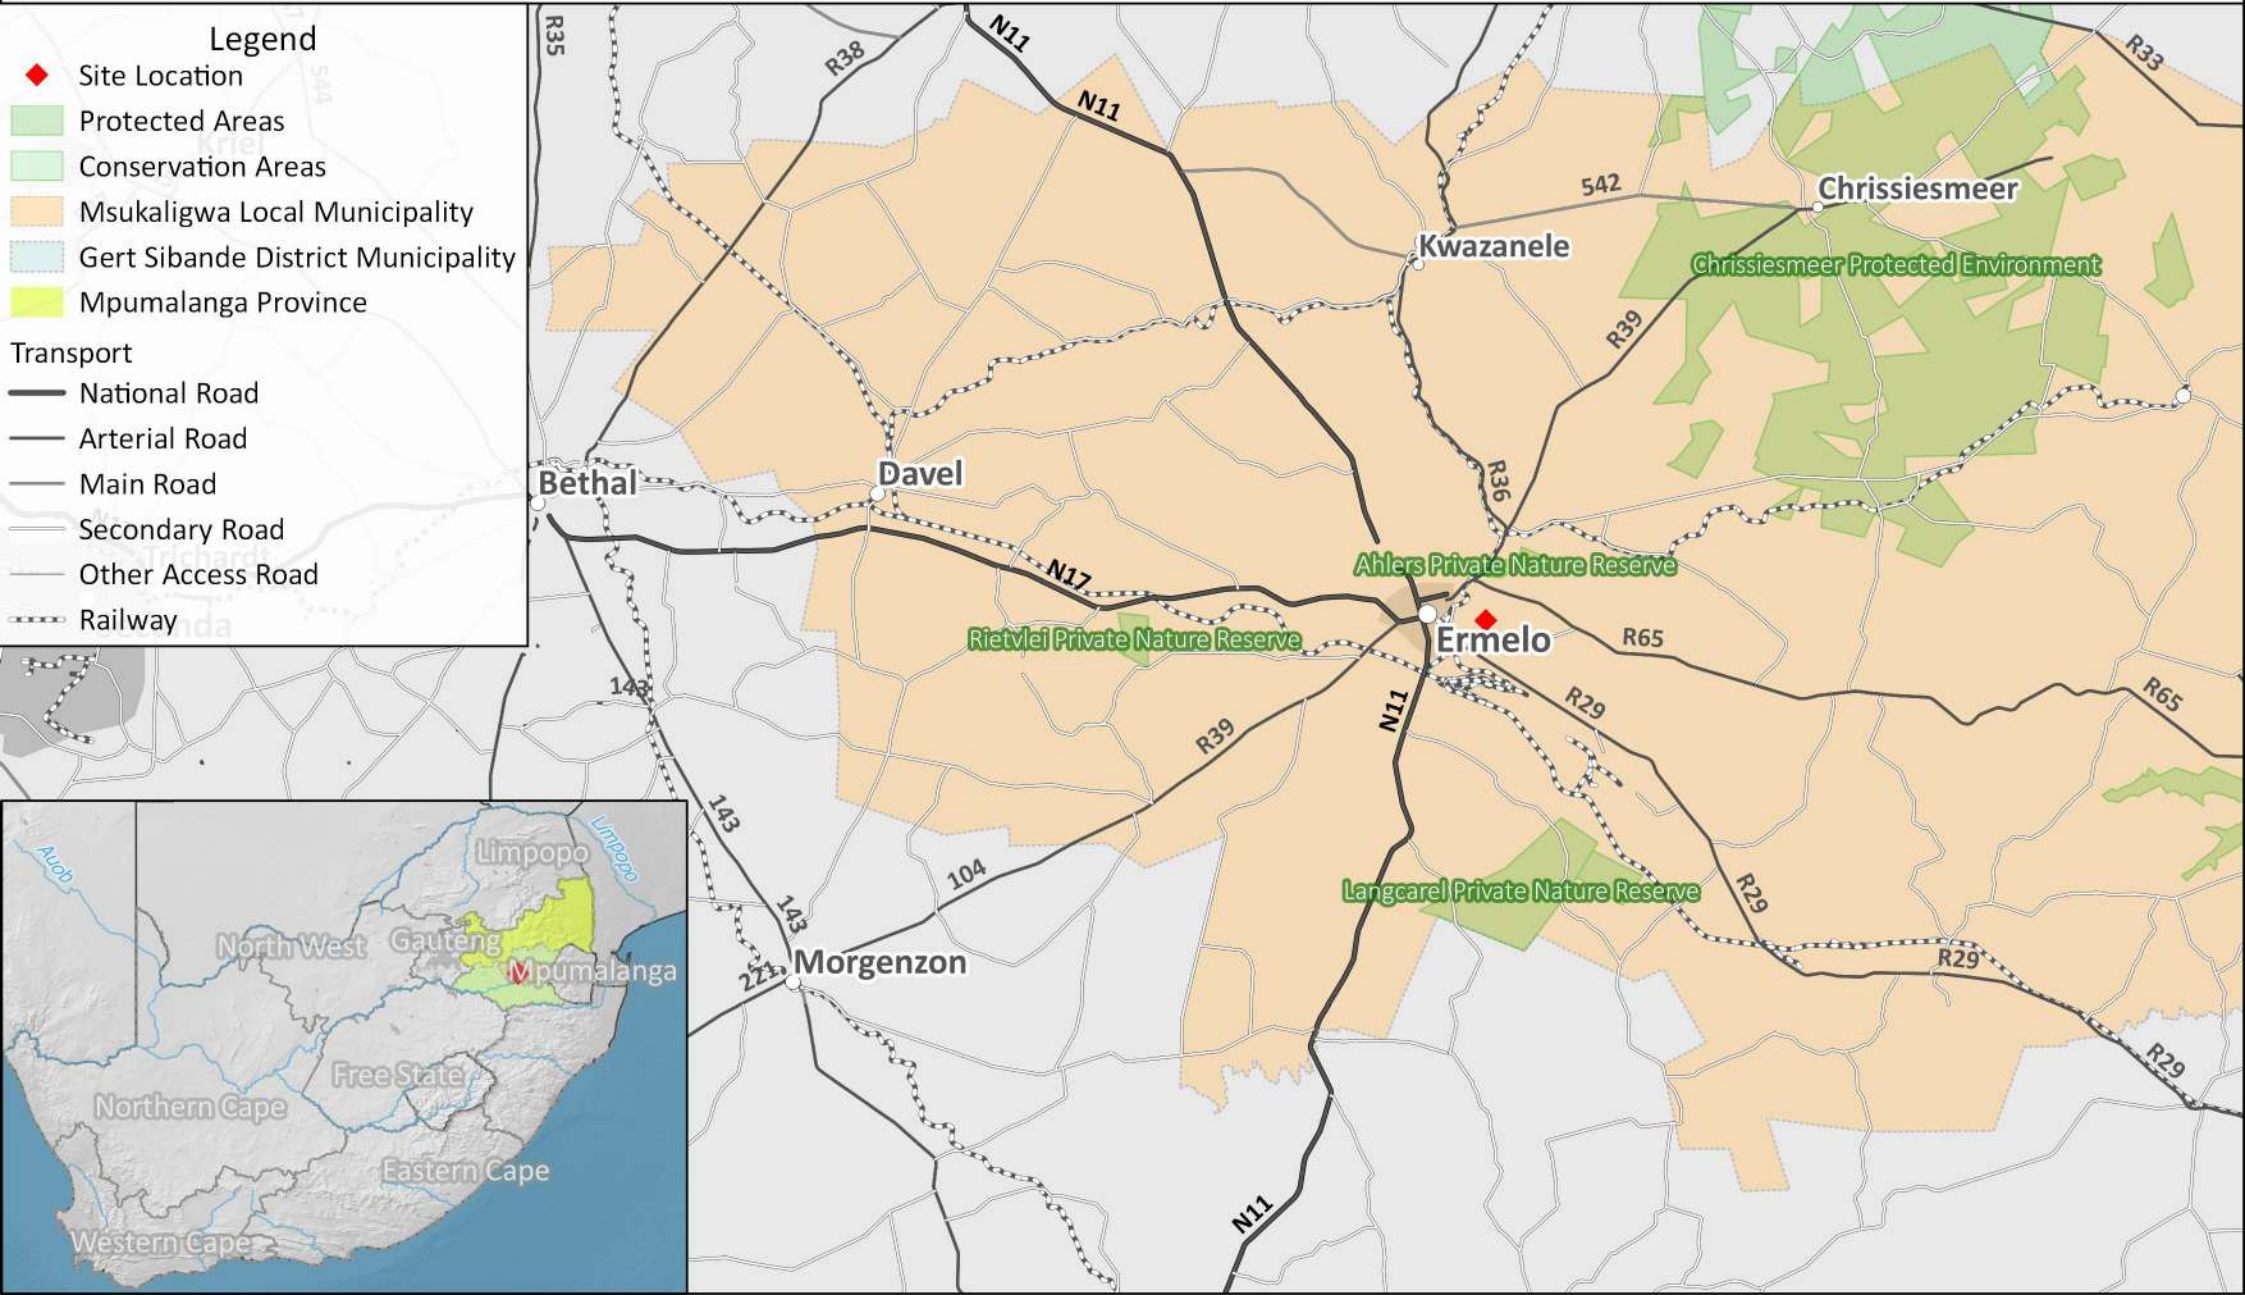 Legend
Site Location
Protected Areas
Conservation Areas
Msukaligwa Local Municipality
Gert Sibande District Municipality
Mpumalanga Province
Transport
National Road
Arterial Road
Main Road
Secondary Road
Other Access Road
Railway
544
Kriel
Trichardt
R35
R38
N11
N11
R33
542
Chrissiesmeer
Kwazanele
Chrissiesmeer Protected Environment
R39
Bethal
Davel
R36
N17
Ahlers Private Nature Reserve
Rietvlei Private Nature Reserve
Ermelo
R65
R65
R29
143
N11
R39
143
104
143
Langcarel Private Nature Reserve
R29
R29
R29
Morgenzon
221
N11
Auob
Limpopo
Limpopo
North West
Gauteng
Mpumalanga
Free State
Northern Cape
Eastern Cape
Western Cape